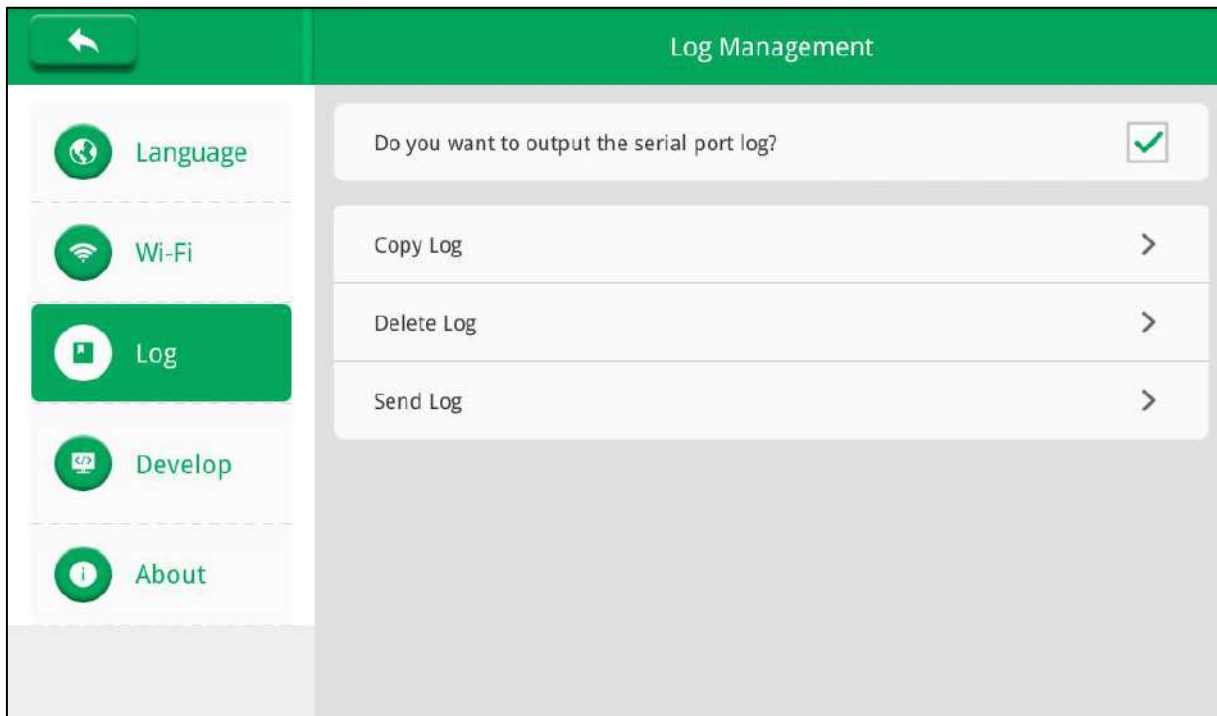 Log Management
Language
Wi-Fi
Log
Develop
About
Do you want to output the serial port log?
Copy Log
Delete Log
Send Log